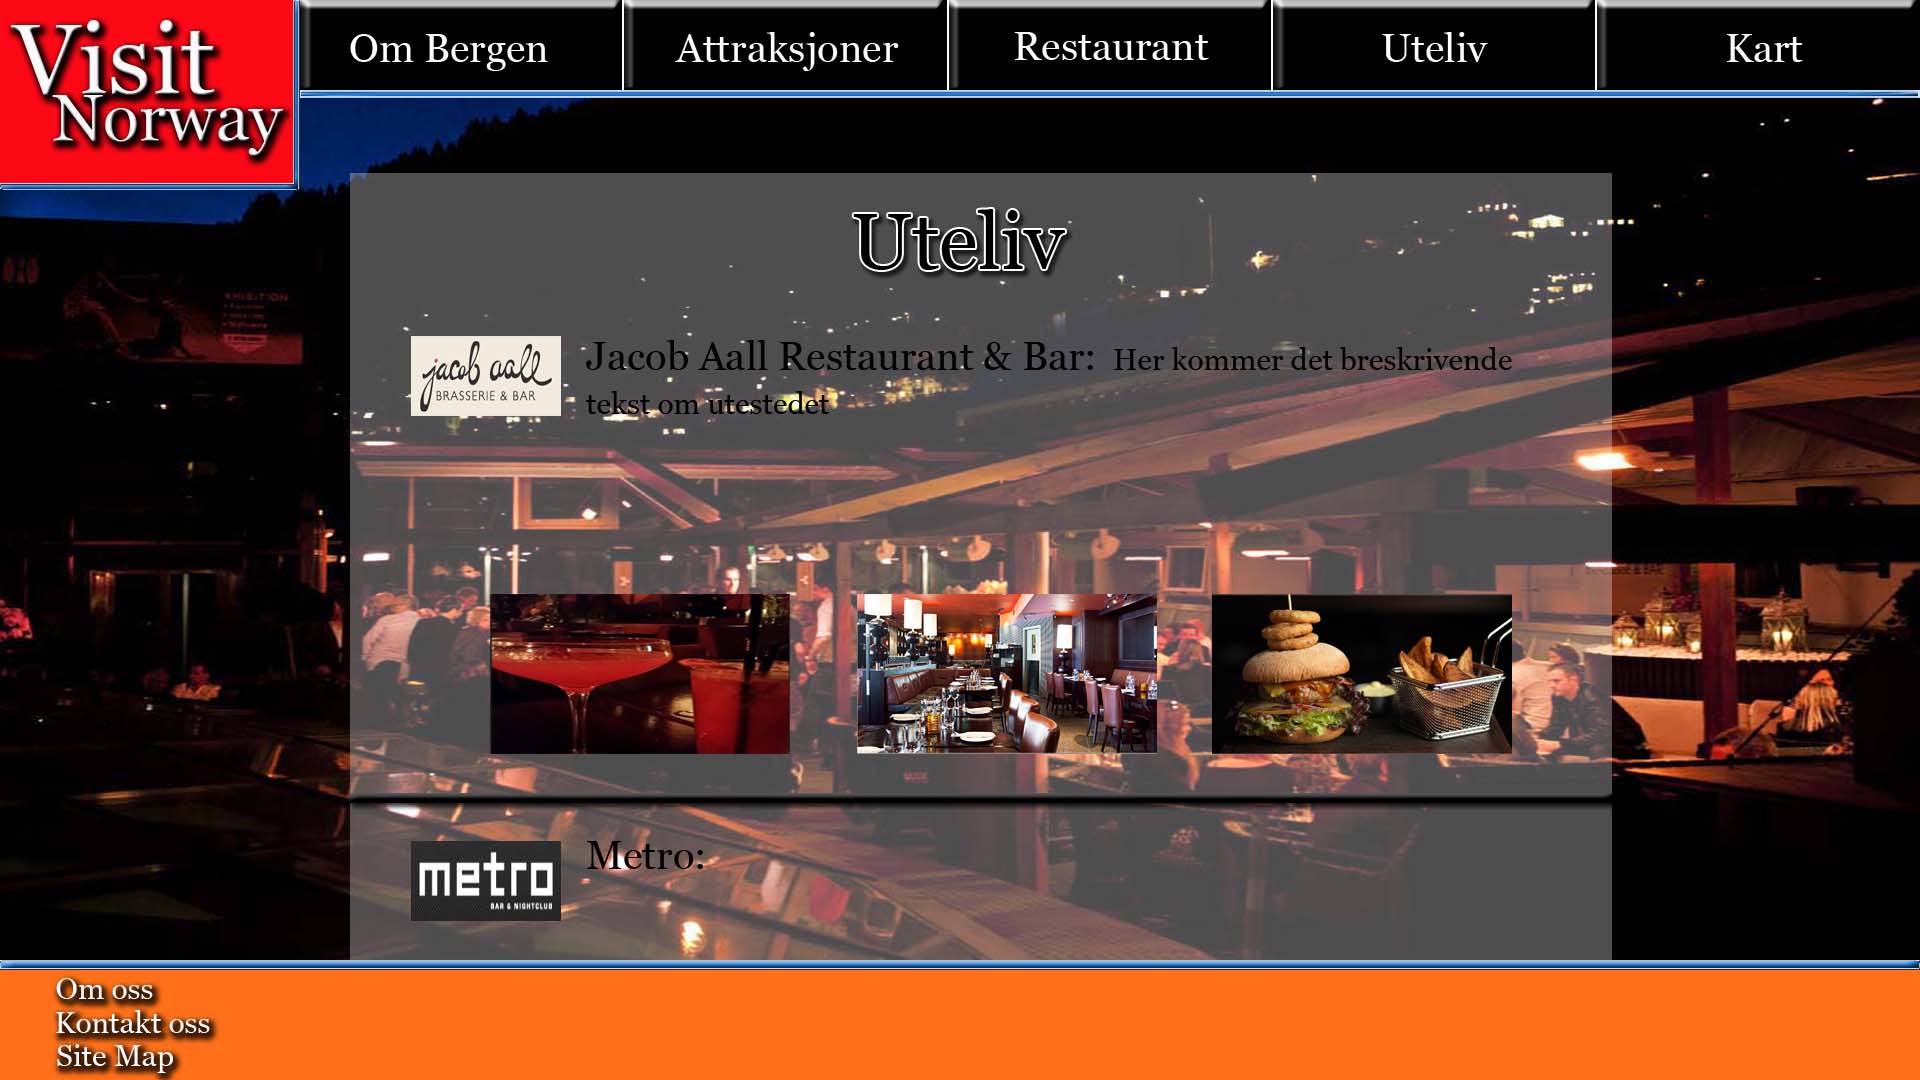 Visit
Norway
Om Bergen
Attraksjoner
Restaurant
Uteliv
Kart
Uteliv
jacob aall
BRASSERIE & BAR
Jacob Aall Restaurant & Bar: Her kommer det breskrivende
tekst om utestedet
metro
BAR & NIGHTCLUB
Metro:
Om oss
Kontakt oss
Site Map